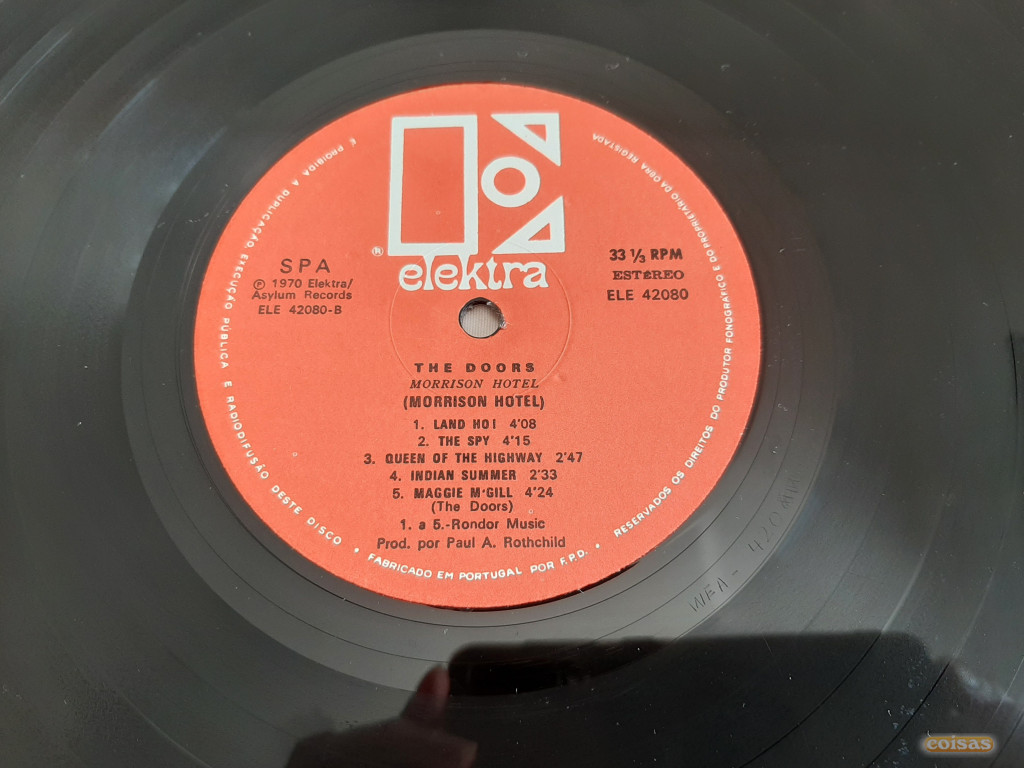 elektra
®
SPA
℗ 1970 Elektra/
Asylum Records
ELE 42080-B
33 ⅓ RPM
ESTÉREO
ELE 42080
THE DOORS
MORRISON HOTEL
(MORRISON HOTEL)
1. LAND HO! 4'08
2. THE SPY 4'15
3. QUEEN OF THE HIGHWAY 2'47
4. INDIAN SUMMER 2'33
5. MAGGIE M'GILL 4'24
(The Doors)
1. a 5.-Rondor Music
Prod. por Paul A. Rothchild
É PROIBIDA A DUPLICAÇÃO, EXECUÇÃO PÚBLICA E RADIODIFUSÃO DESTE DISCO • FABRICADO EM PORTUGAL POR F.P.D. • RESERVADOS OS DIREITOS DO PRODUTOR FONOGRÁFICO E DO PROPRIETÁRIO DA OBRA REGISTADA
WEA -
coisas